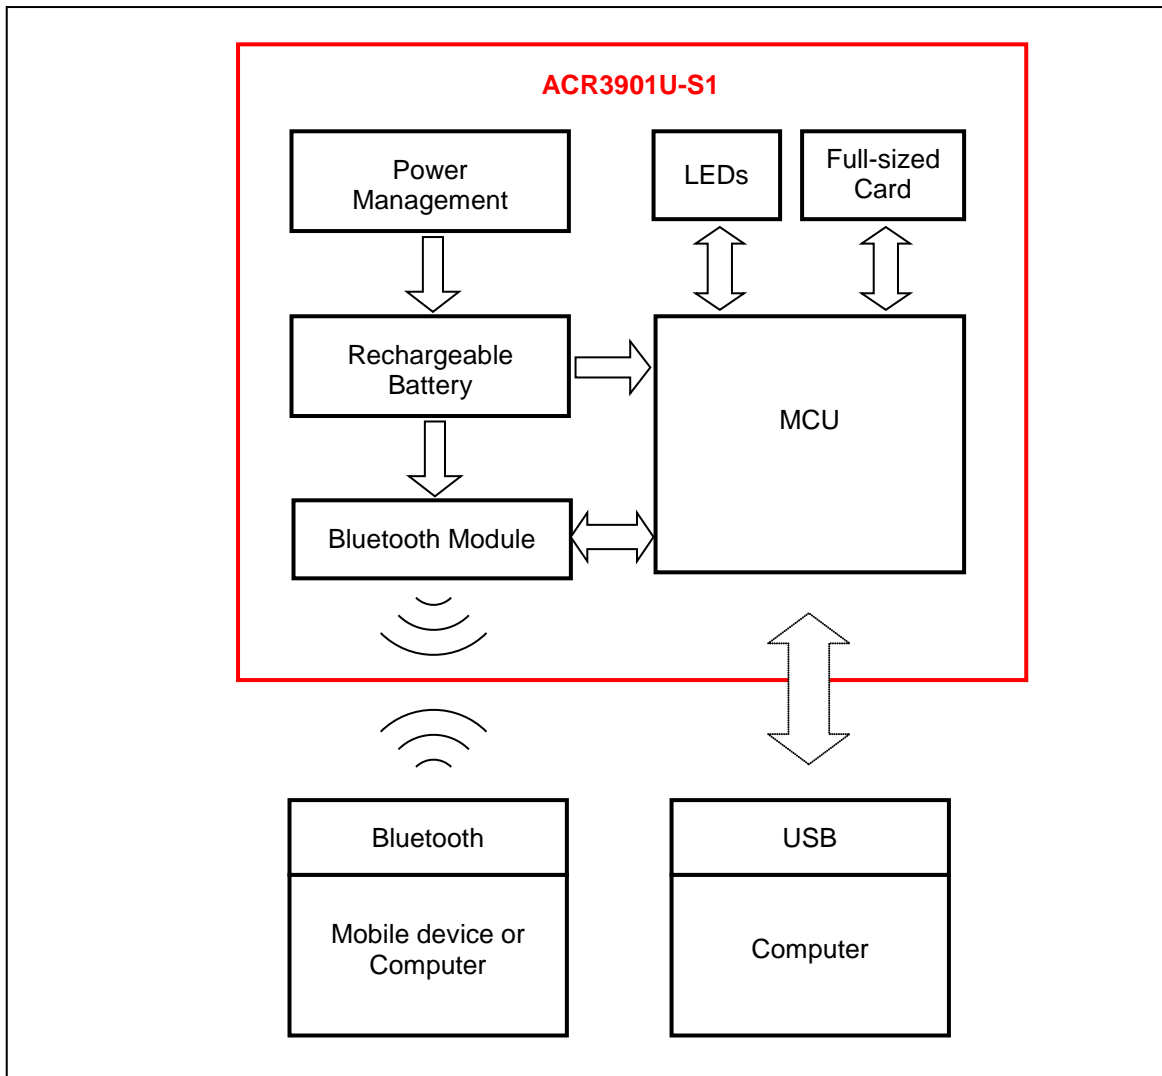 ACR3901U-S1
Power
Management
LEDs
Full-sized
Card
Rechargeable
Battery
MCU
Bluetooth Module
Bluetooth
USB
Mobile device or
Computer
Computer